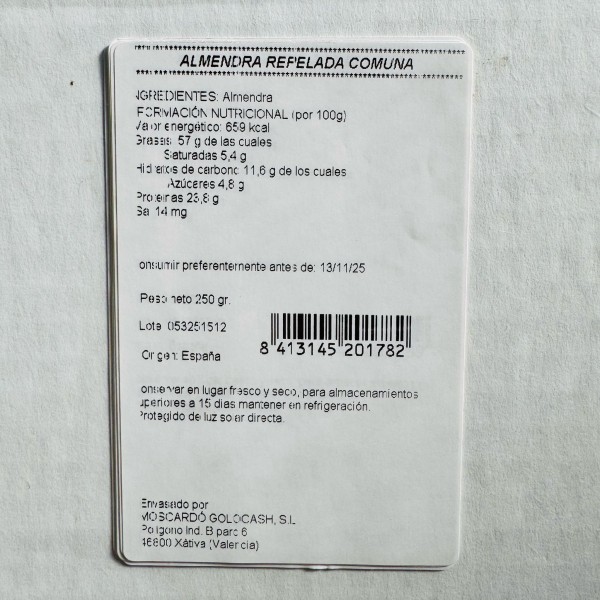 ALMENDRA REPELADA COMUNA
INGREDIENTES: Almendra
INFORMACIÓN NUTRICIONAL (por 100g)
Valor energético: 659 kcal
Grasas 57 g de las cuales
Saturadas 5,4 g
Hidratos de carbono 11,6 g de los cuales
Azúcares 4,8 g
Proteinas 23,8 g
Sal 14 mg
onsumir preferentemente antes de: 13/11/25
Peso neto 250 gr.
Lote 053251512
8 413145 201782
Origen: España
onservar en lugar fresco y seco, para almacenamientos
uperiores a 15 dias mantener en refrigeración.
Protegido de luz solar directa.
Envasado por
MOSCARDÓ GOLOCASH, S.L
Poligono Ind. B parc 6
46800 Xàtiva (Valencia)